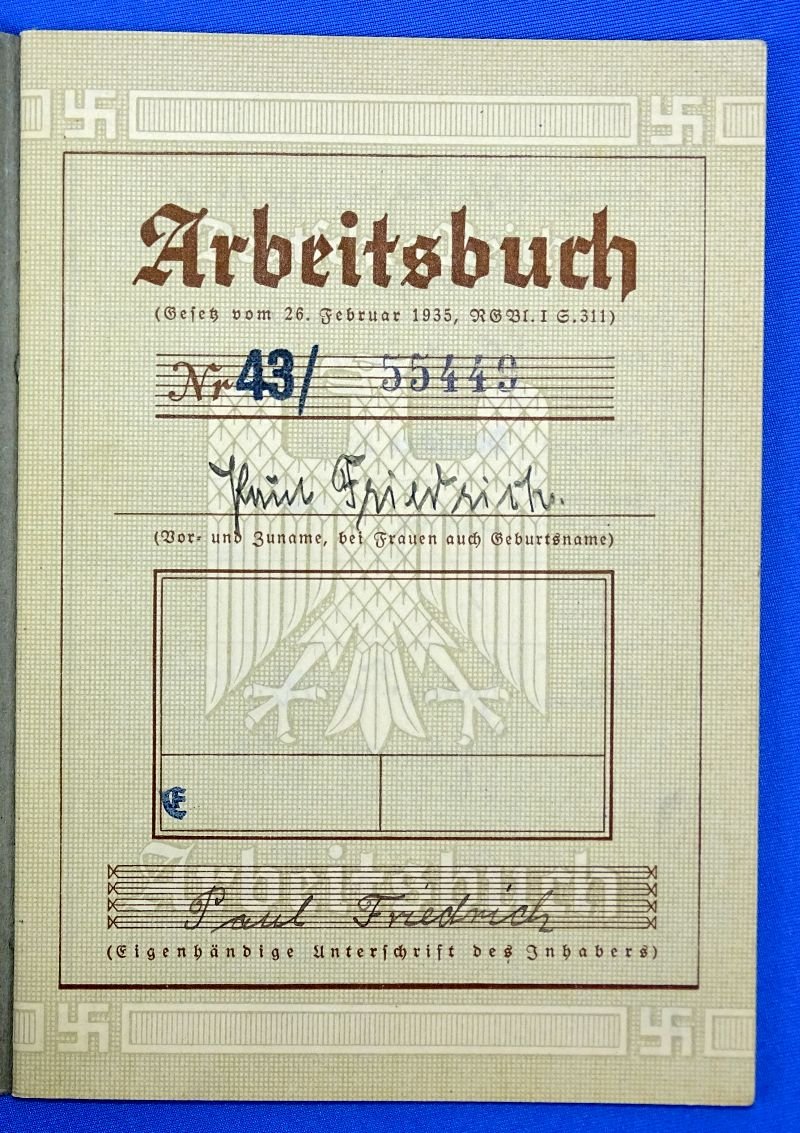 Arbeitsbuch
(Gesetz vom 26. Februar 1935, RGBl. I S. 311)
Nr 43/ 55449
Paul Friedrich.
(Vor- und Zuname, bei Frauen auch Geburtsname)
E
Arbeitsbuch
Paul Friedrich
(Eigenhändige Unterschrift des Inhabers)